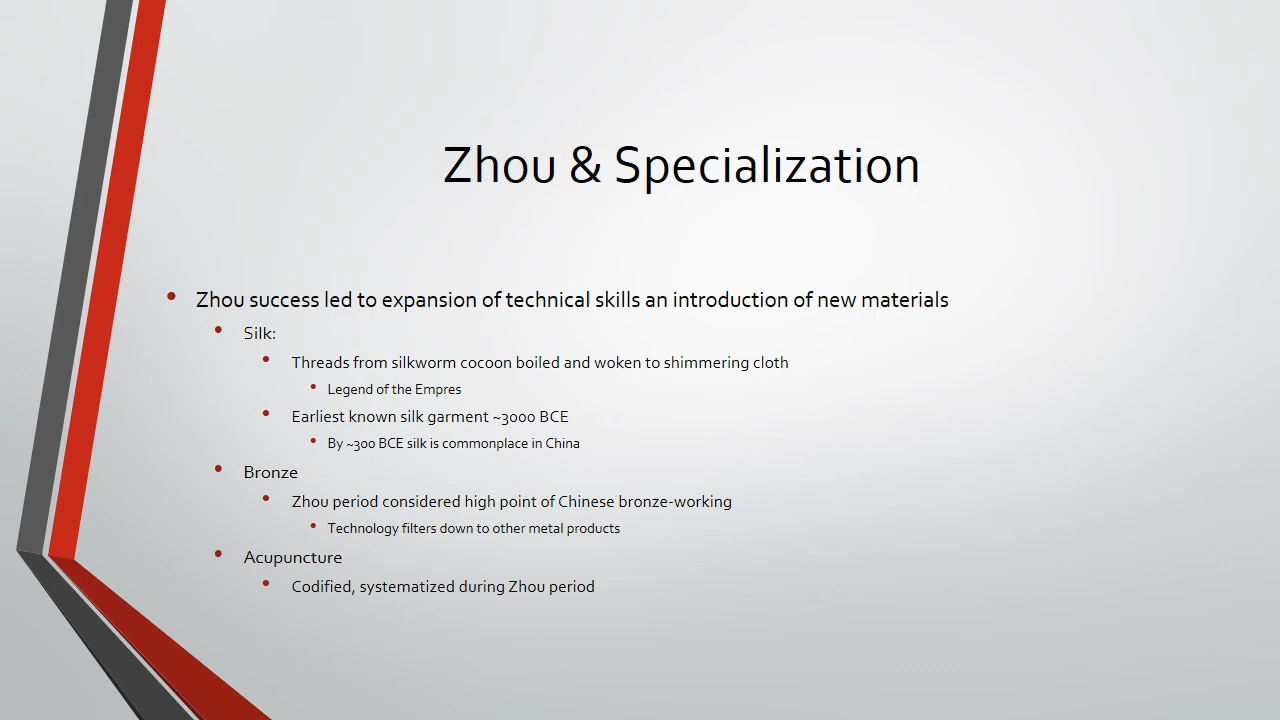 Zhou & Specialization
• Zhou success led to expansion of technical skills an introduction of new materials
• Silk:
• Threads from silkworm cocoon boiled and woken to shimmering cloth
• Legend of the Empres
• Earliest known silk garment ~3000 BCE
• By ~300 BCE silk is commonplace in China
• Bronze
• Zhou period considered high point of Chinese bronze-working
• Technology filters down to other metal products
• Acupuncture
• Codified, systematized during Zhou period